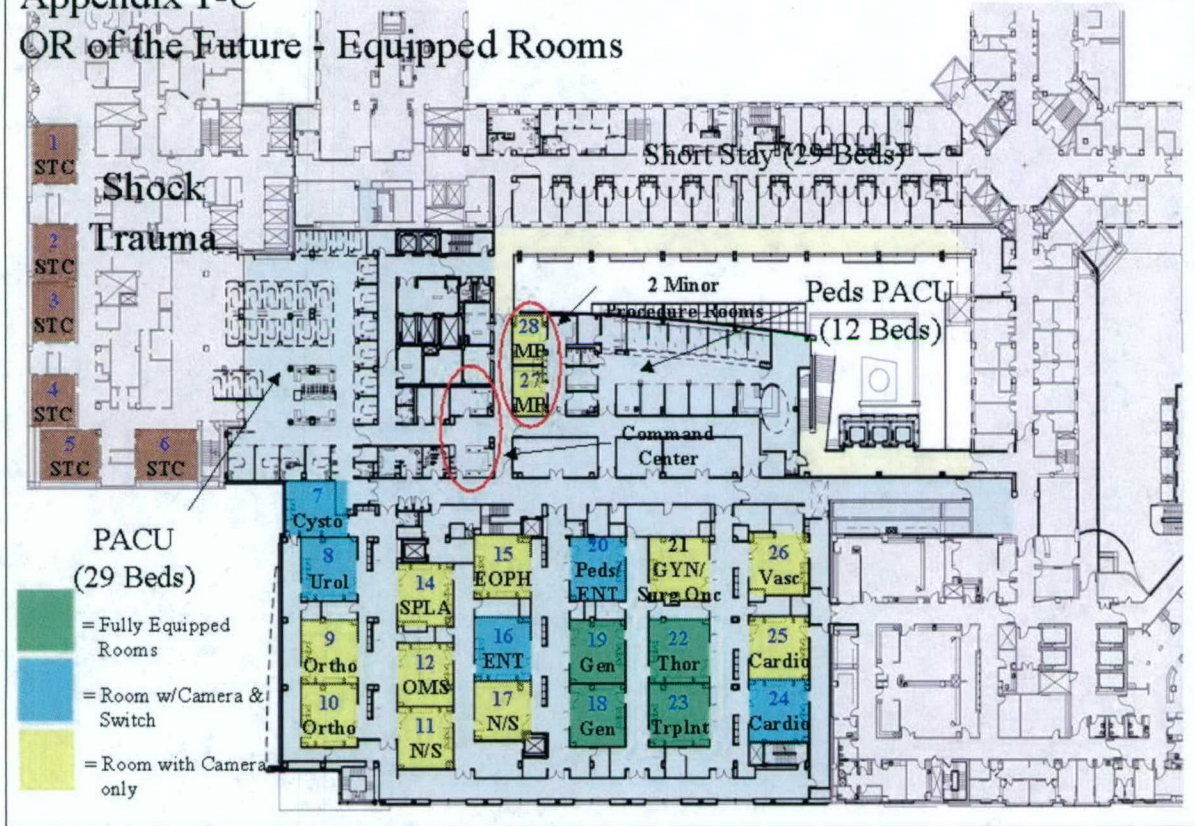 Appendix 1-C
OR of the Future - Equipped Rooms
Short Stay (29 Beds)
1
STC
Shock
Trauma
2
STC
3
STC
4
STC
5
STC
6
STC
2 Minor
Procedure Rooms
Peds PACU
(12 Beds)
28
MP
27
MP
Command
Center
PACU
(29 Beds)
7
Cysto
8
Urol
9
Ortho
10
Ortho
14
SPLA
12
OMS
11
N/S
15
EOPH
16
ENT
17
N/S
20
Peds/
ENT
19
Gen
18
Gen
21
GYN/
Surg Onc
22
Thor
23
Trplnt
26
Vasc
25
Cardio
24
Cardio
= Fully Equipped
Rooms
= Room w/Camera &
Switch
= Room with Camera
only